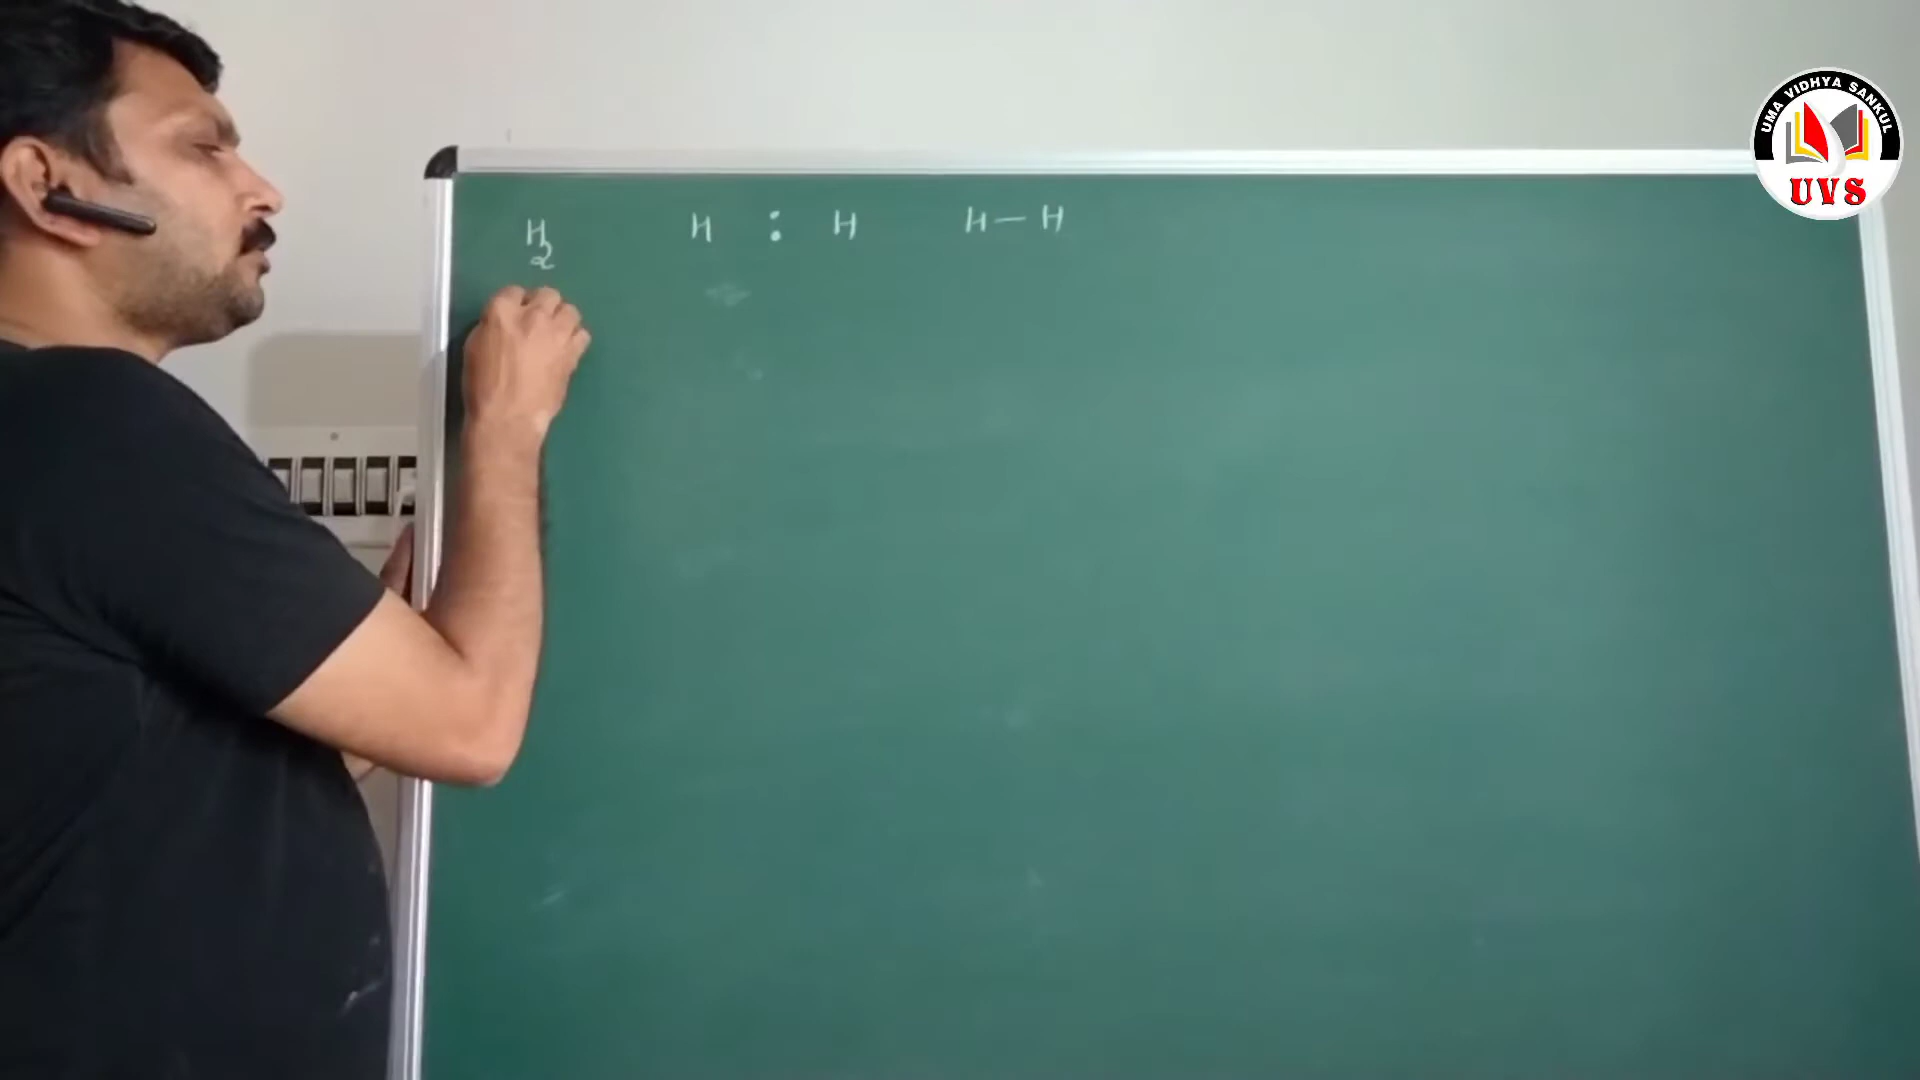 H₂ H : H H — H
UMA VIDHYA SANKUL
UVS